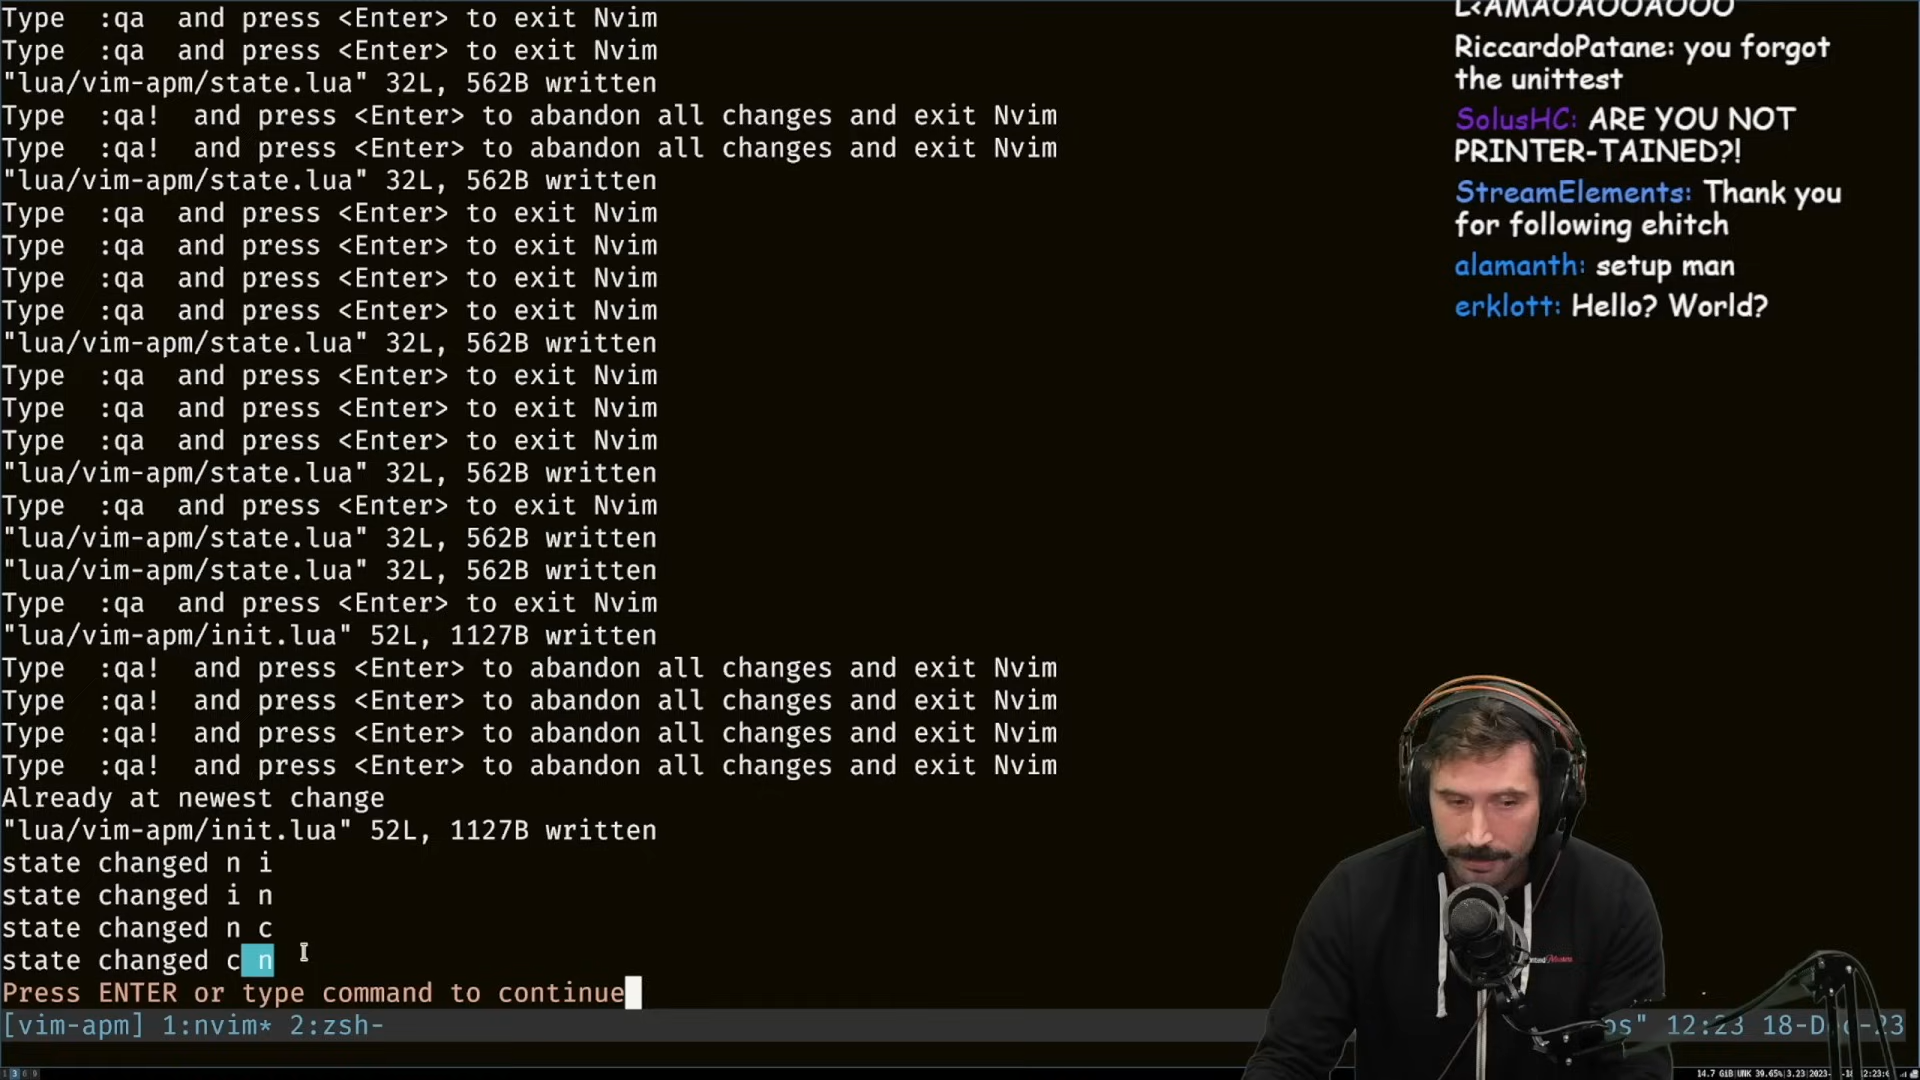 Type  :qa  and press <Enter> to exit Nvim
Type  :qa  and press <Enter> to exit Nvim
"lua/vim-apm/state.lua" 32L, 562B written
Type  :qa!  and press <Enter> to abandon all changes and exit Nvim
Type  :qa!  and press <Enter> to abandon all changes and exit Nvim
"lua/vim-apm/state.lua" 32L, 562B written
Type  :qa  and press <Enter> to exit Nvim
Type  :qa  and press <Enter> to exit Nvim
Type  :qa  and press <Enter> to exit Nvim
Type  :qa  and press <Enter> to exit Nvim
"lua/vim-apm/state.lua" 32L, 562B written
Type  :qa  and press <Enter> to exit Nvim
Type  :qa  and press <Enter> to exit Nvim
Type  :qa  and press <Enter> to exit Nvim
"lua/vim-apm/state.lua" 32L, 562B written
Type  :qa  and press <Enter> to exit Nvim
"lua/vim-apm/state.lua" 32L, 562B written
"lua/vim-apm/state.lua" 32L, 562B written
Type  :qa  and press <Enter> to exit Nvim
"lua/vim-apm/init.lua" 52L, 1127B written
Type  :qa!  and press <Enter> to abandon all changes and exit Nvim
Type  :qa!  and press <Enter> to abandon all changes and exit Nvim
Type  :qa!  and press <Enter> to abandon all changes and exit Nvim
Type  :qa!  and press <Enter> to abandon all changes and exit Nvim
Already at newest change
"lua/vim-apm/init.lua" 52L, 1127B written
state changed n i
state changed i n
state changed n c
state changed c n
Press ENTER or type command to continue
[vim-apm] 1:nvim* 2:zsh-
12:23 18-Dec-23
RiccardoPatane: you forgot
the unittest
SolusHC: ARE YOU NOT
PRINTER-TAINED?!
StreamElements: Thank you
for following ehitch
alamanth: setup man
erklott: Hello? World?